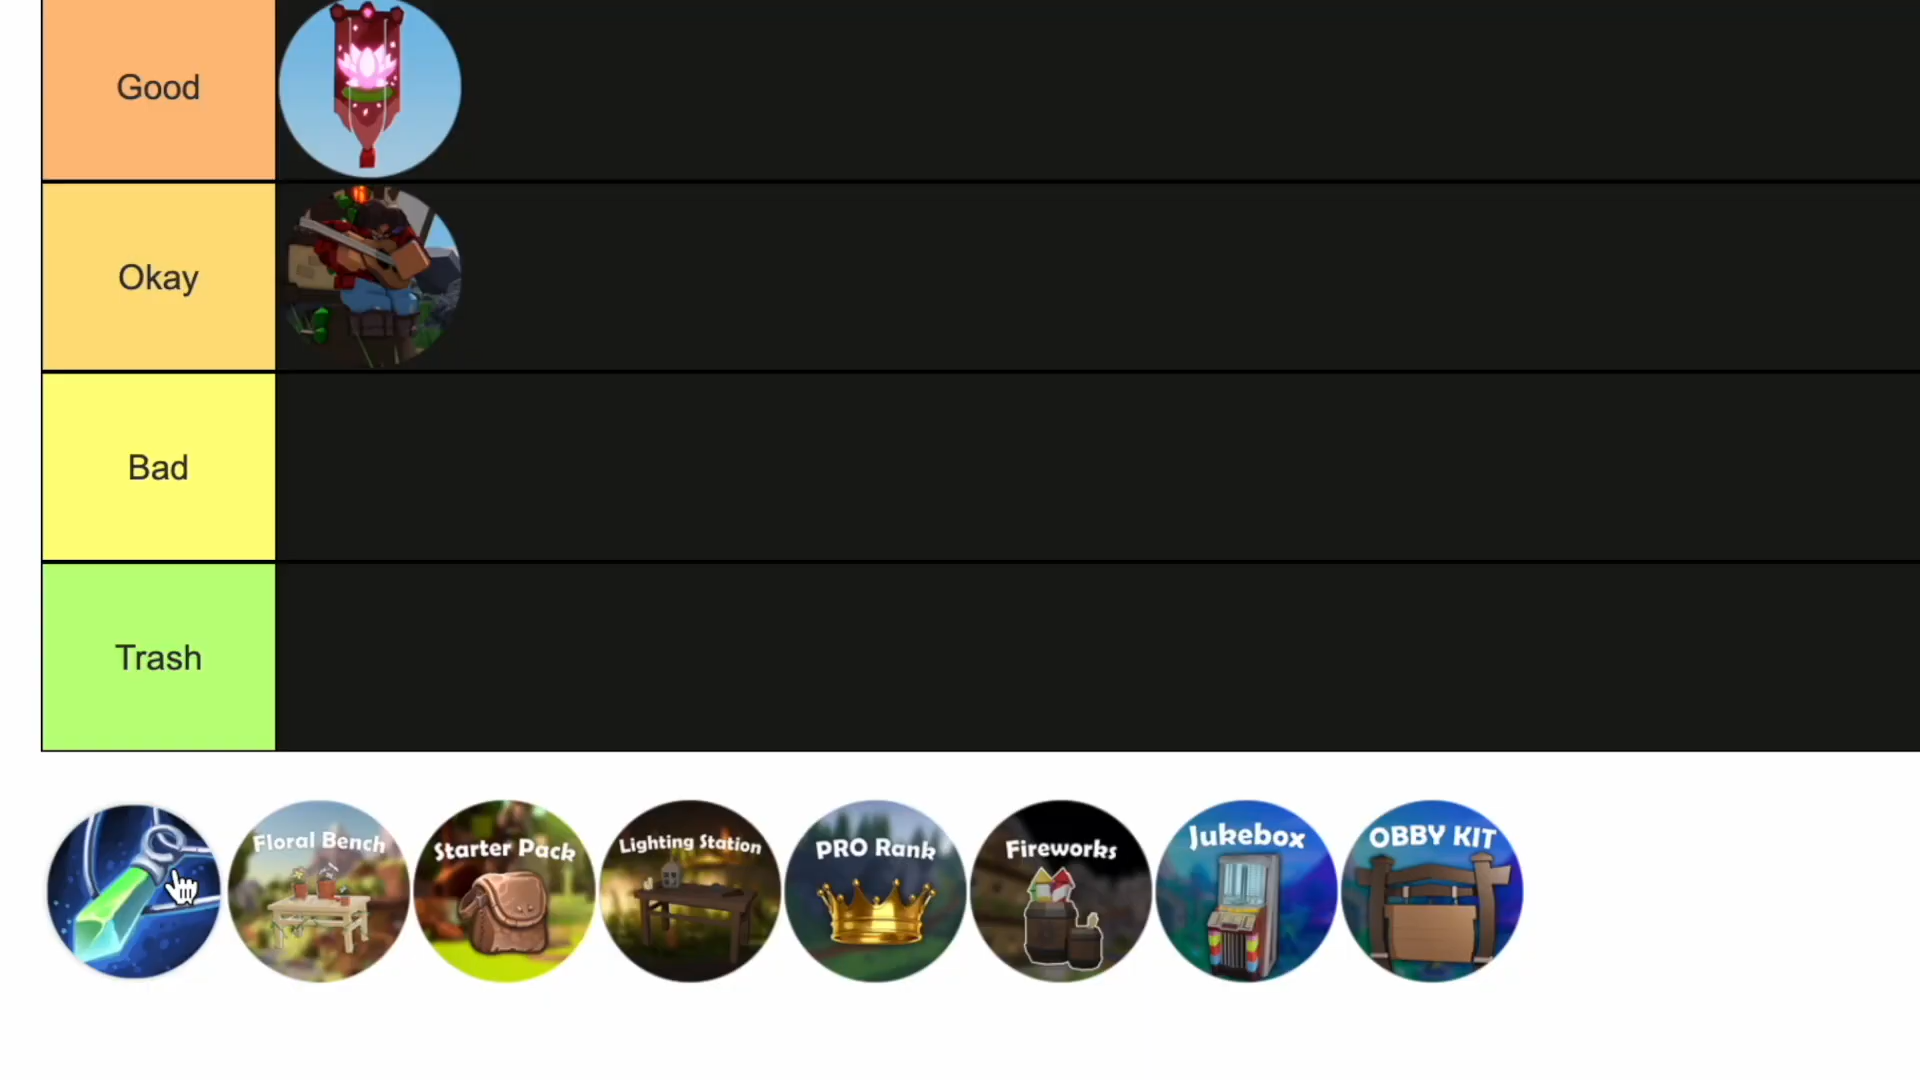 Good
Okay
Bad
Trash
Floral Bench
Starter Pack
Lighting Station
PRO Rank
Fireworks
Jukebox
OBBY KIT